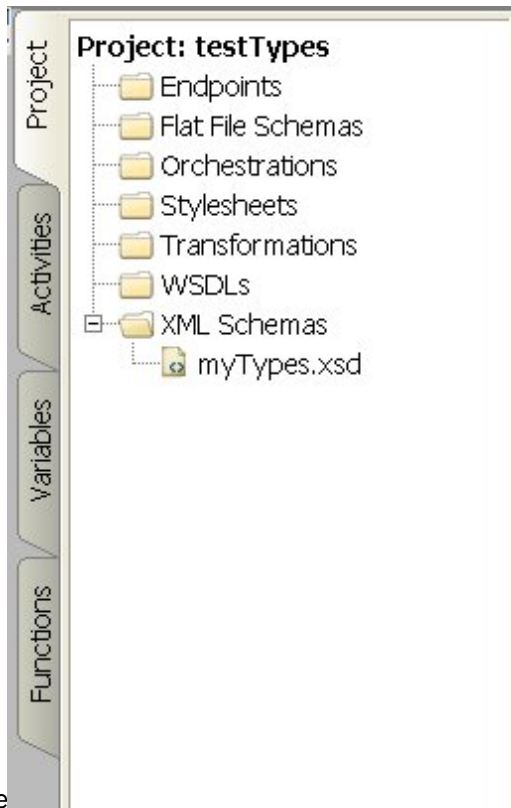 Project
Activities
Variables
Functions
Project: testTypes
Endpoints
Flat File Schemas
Orchestrations
Stylesheets
Transformations
WSDLs
XML Schemas
myTypes.xsd
e